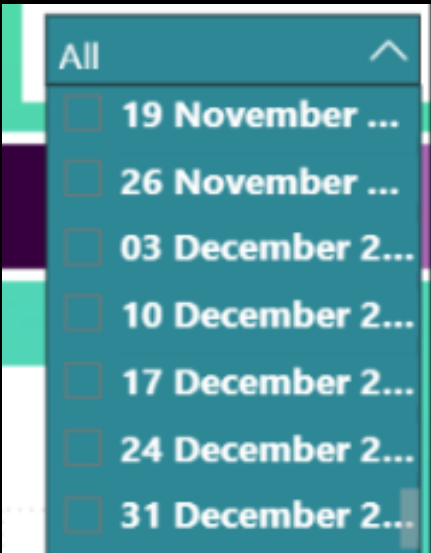 All
19 November ...
26 November ...
03 December 2...
10 December 2...
17 December 2...
24 December 2...
31 December 2...